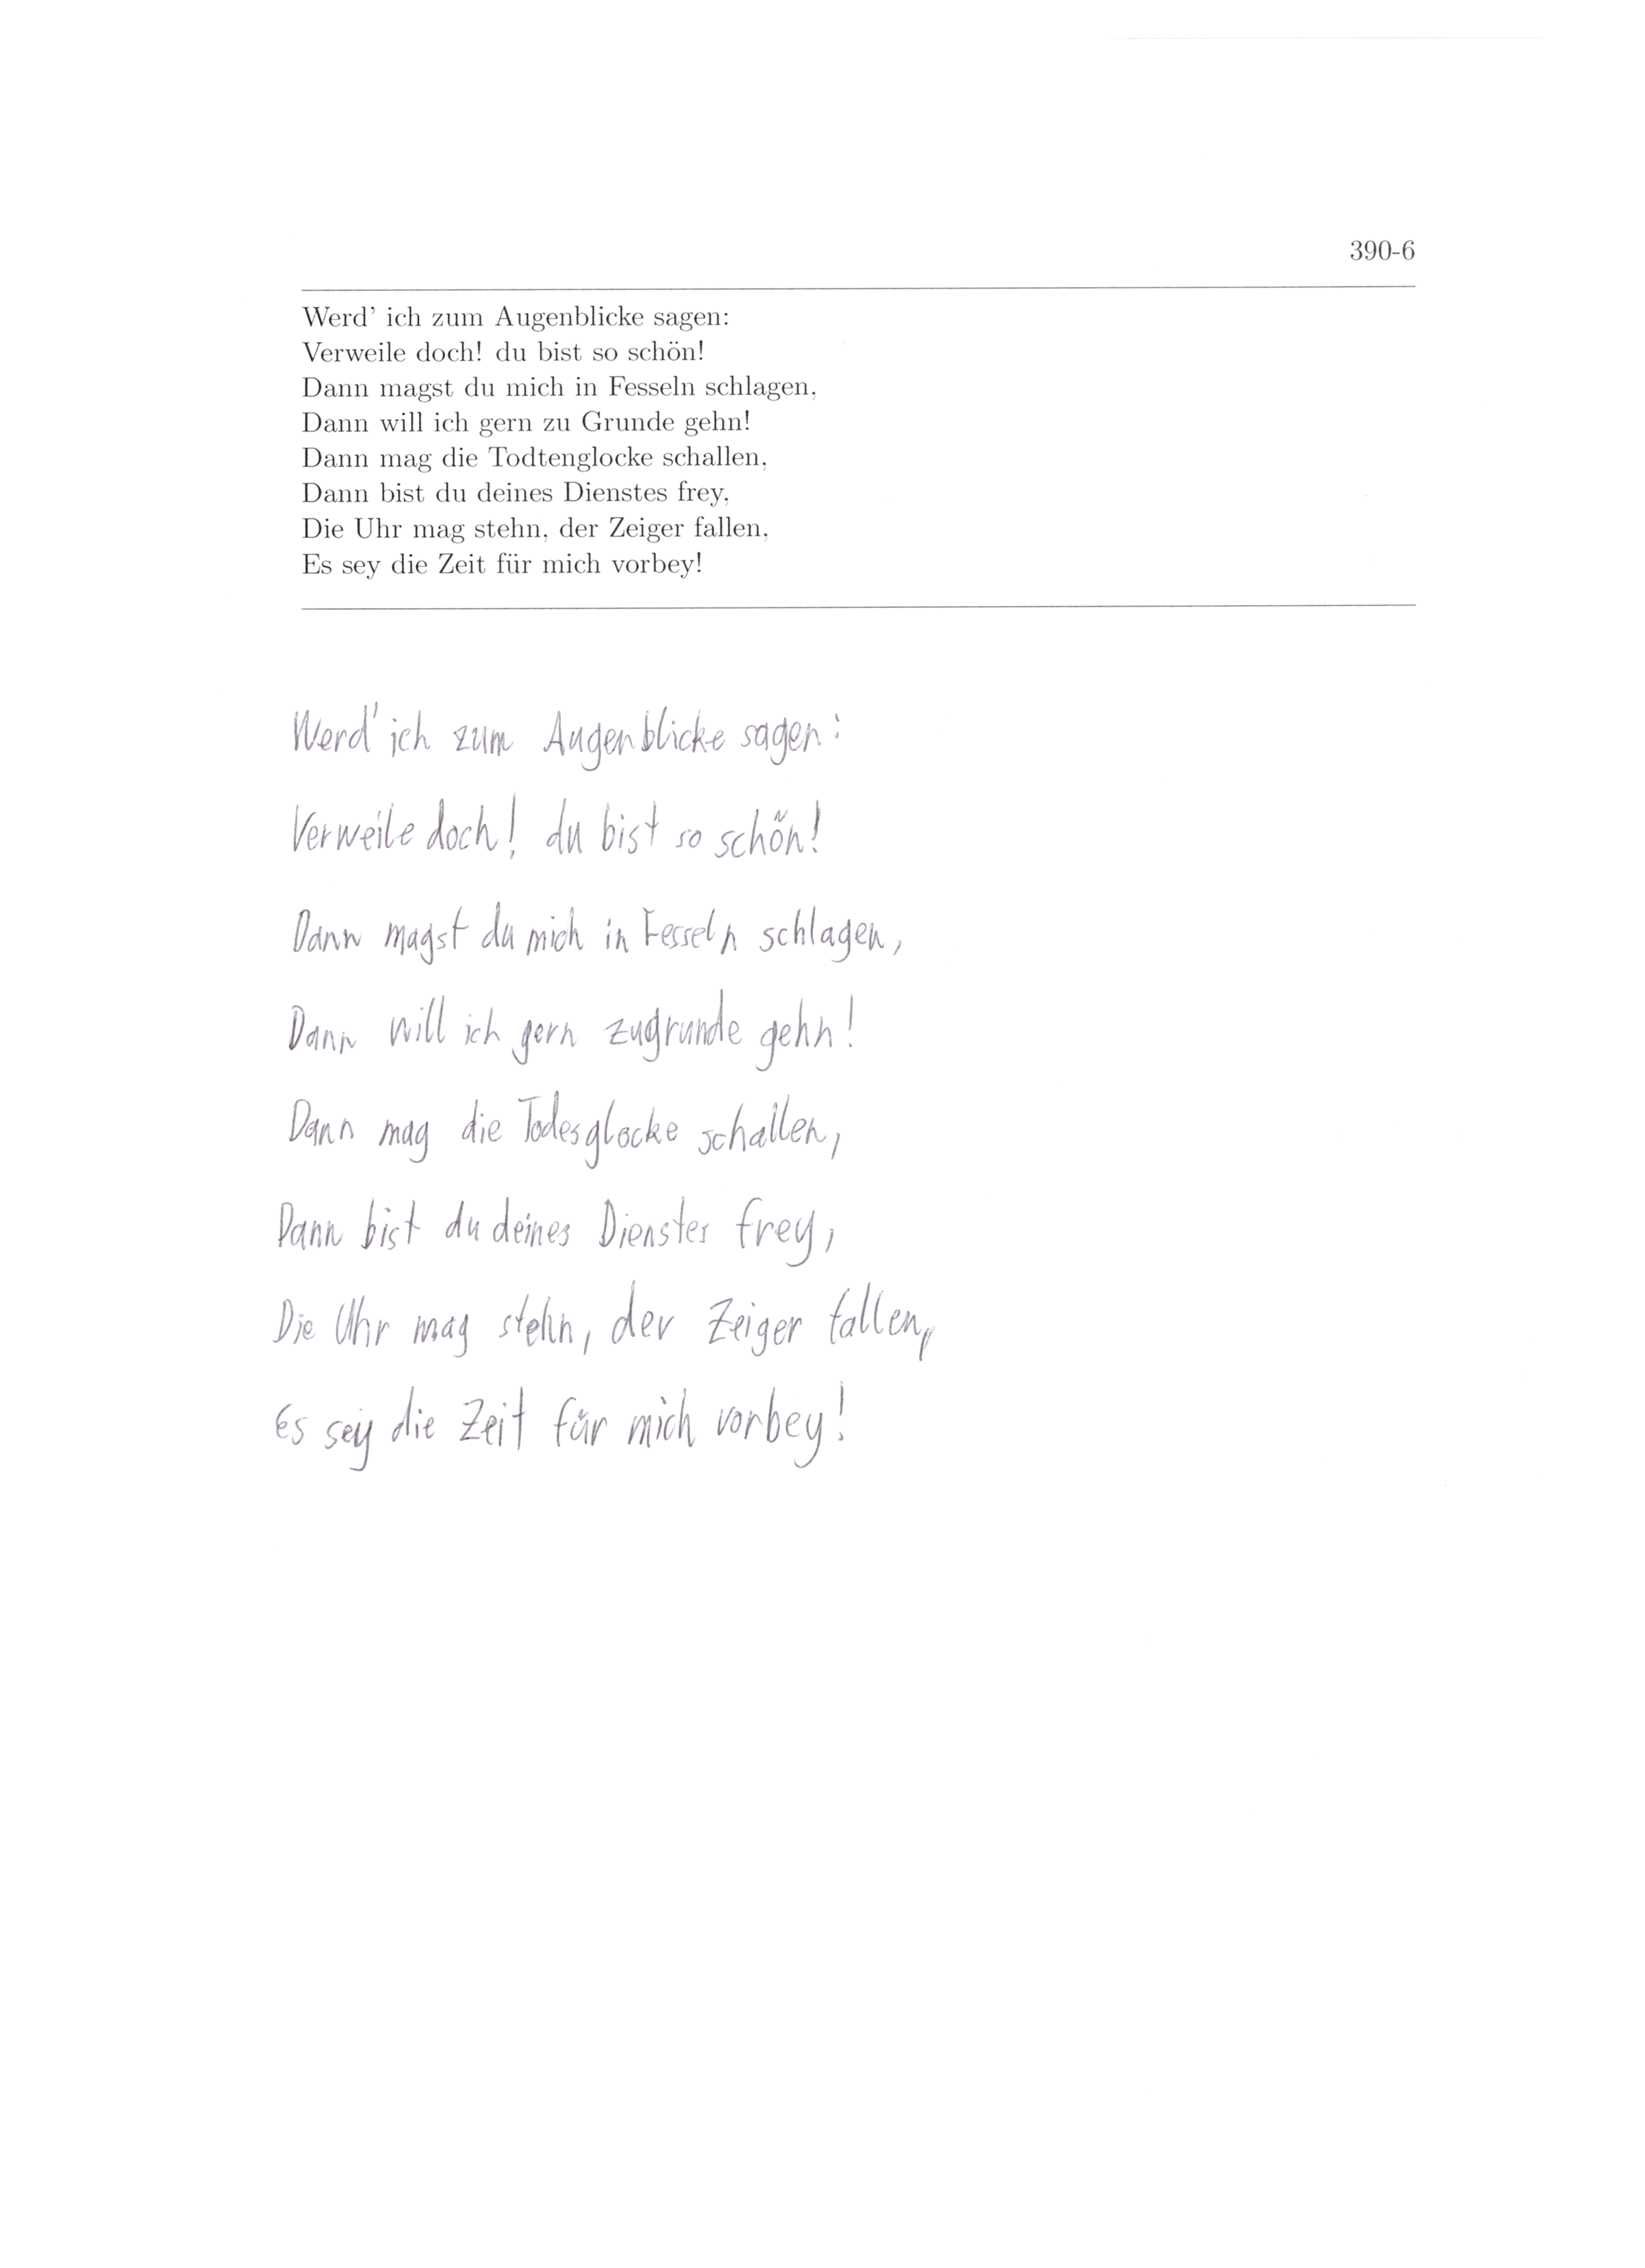 390-6
Werd' ich zum Augenblicke sagen:
Verweile doch! du bist so schön!
Dann magst du mich in Fesseln schlagen,
Dann will ich gern zu Grunde gehn!
Dann mag die Todtenglocke schallen,
Dann bist du deines Dienstes frey,
Die Uhr mag stehn, der Zeiger fallen,
Es sey die Zeit für mich vorbey!
Werd' ich zum Augenblicke sagen:
Verweile doch! du bist so schön!
Dann magst du mich in Fesseln schlagen,
Dann will ich gern zugrunde gehn!
Dann mag die Todesglocke schallen,
Dann bist du deines Dienstes frey,
Die Uhr mag stehn, der Zeiger fallen,
Es sey die Zeit für mich vorbey!